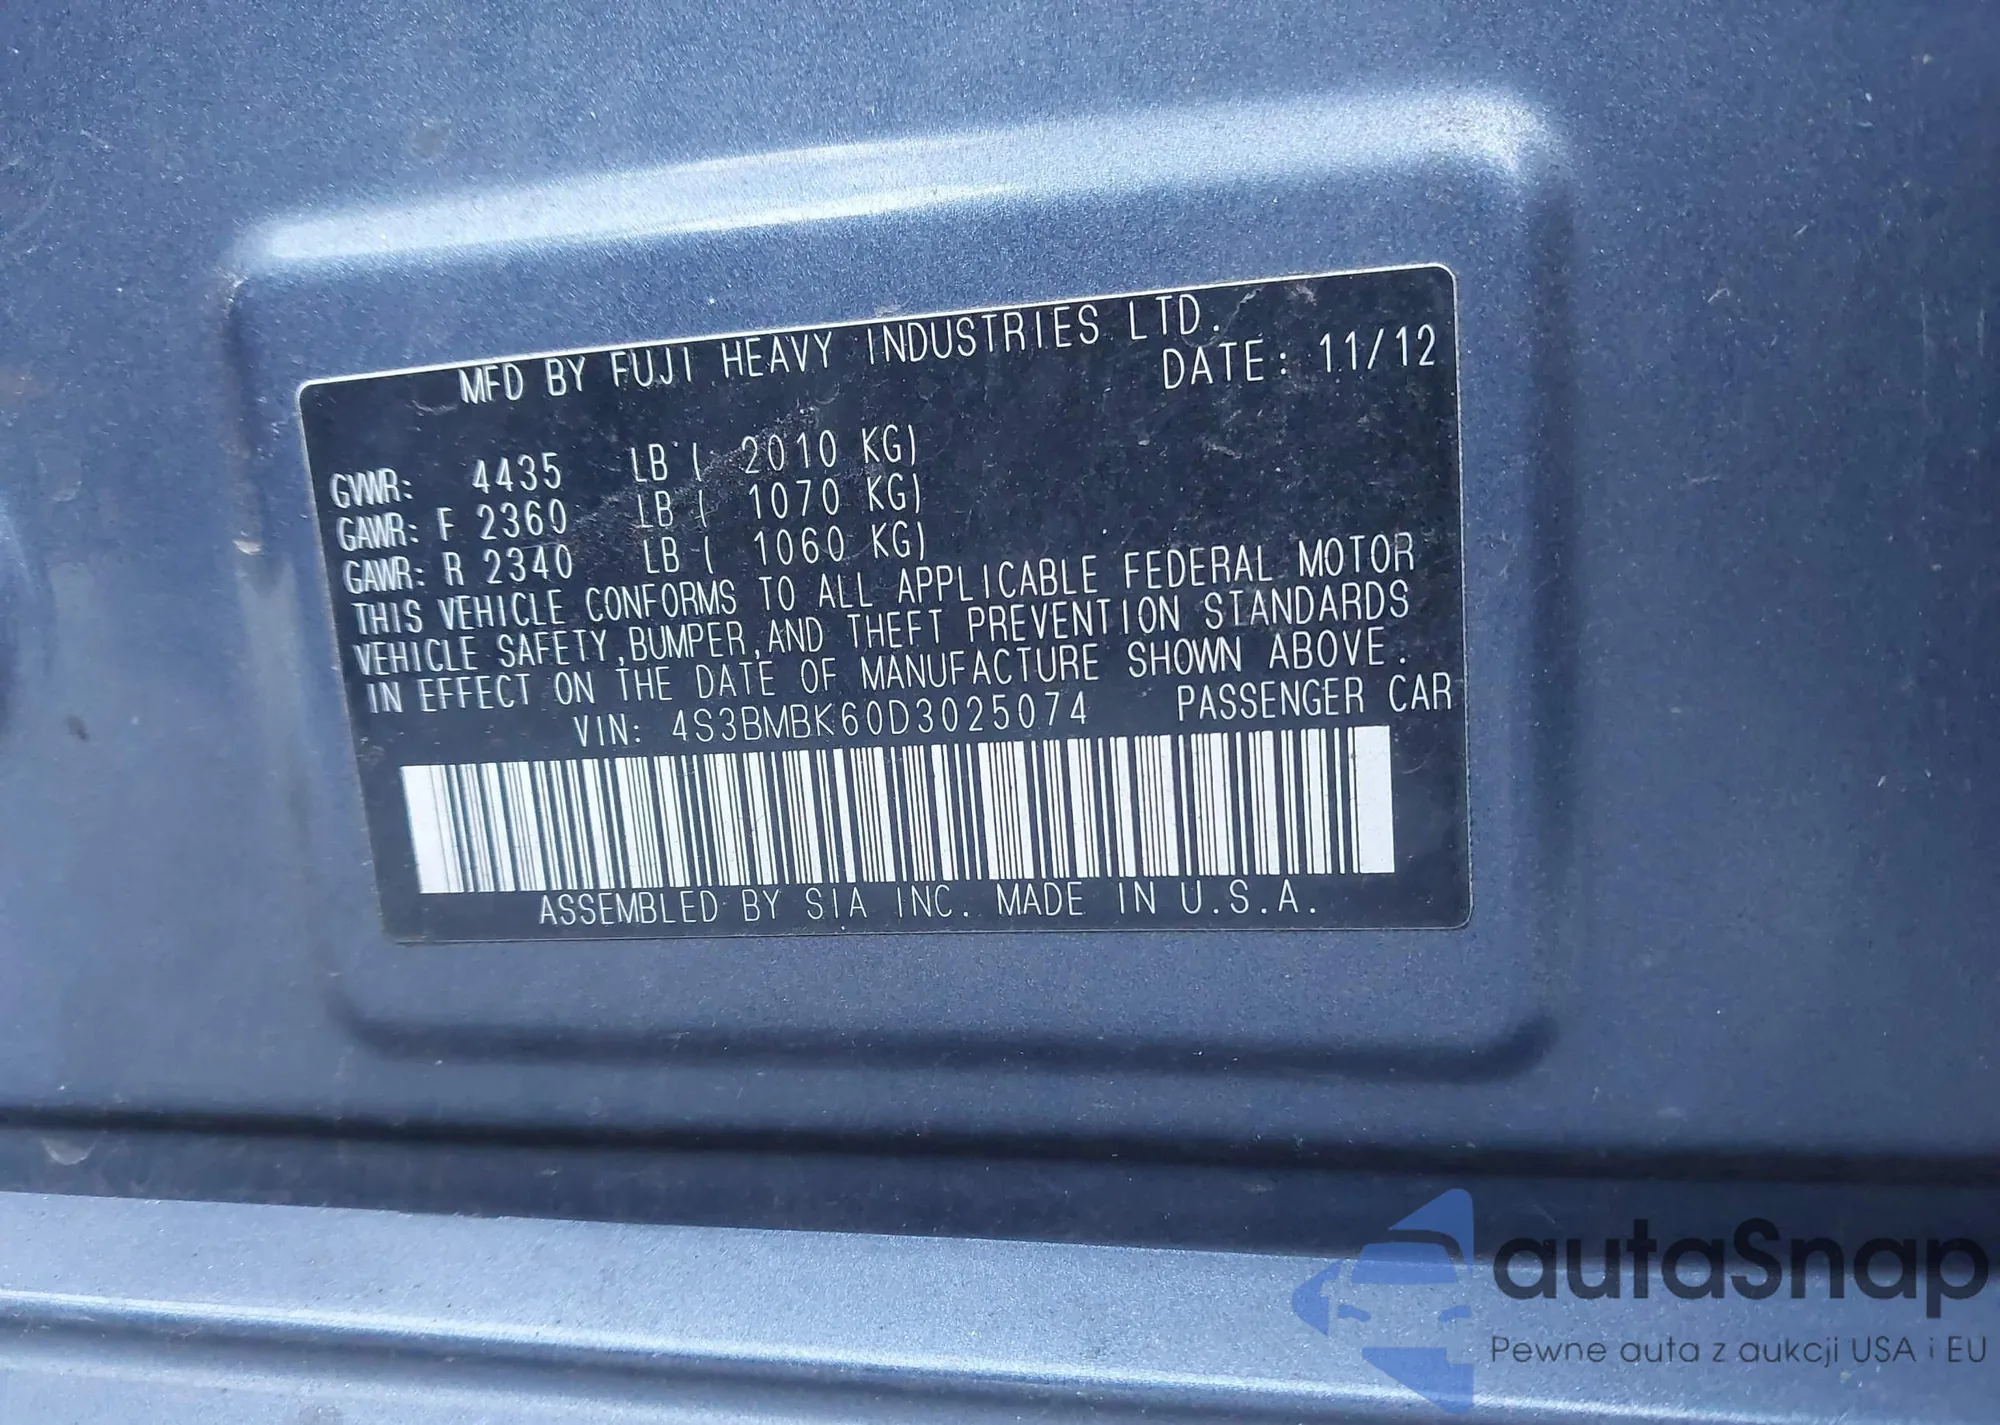 MFD BY FUJI HEAVY INDUSTRIES LTD.
DATE: 11/12
GVWR: 4435 LB ( 2010 KG)
GAWR: F 2360 LB ( 1070 KG)
GAWR: R 2340 LB ( 1060 KG)
THIS VEHICLE CONFORMS TO ALL APPLICABLE FEDERAL MOTOR
VEHICLE SAFETY,BUMPER,AND THEFT PREVENTION STANDARDS
IN EFFECT ON THE DATE OF MANUFACTURE SHOWN ABOVE.
VIN: 4S3BMBK60D3025074 PASSENGER CAR
ASSEMBLED BY SIA INC. MADE IN U.S.A.
autaSnap
Pewne auta z aukcji USA i EU